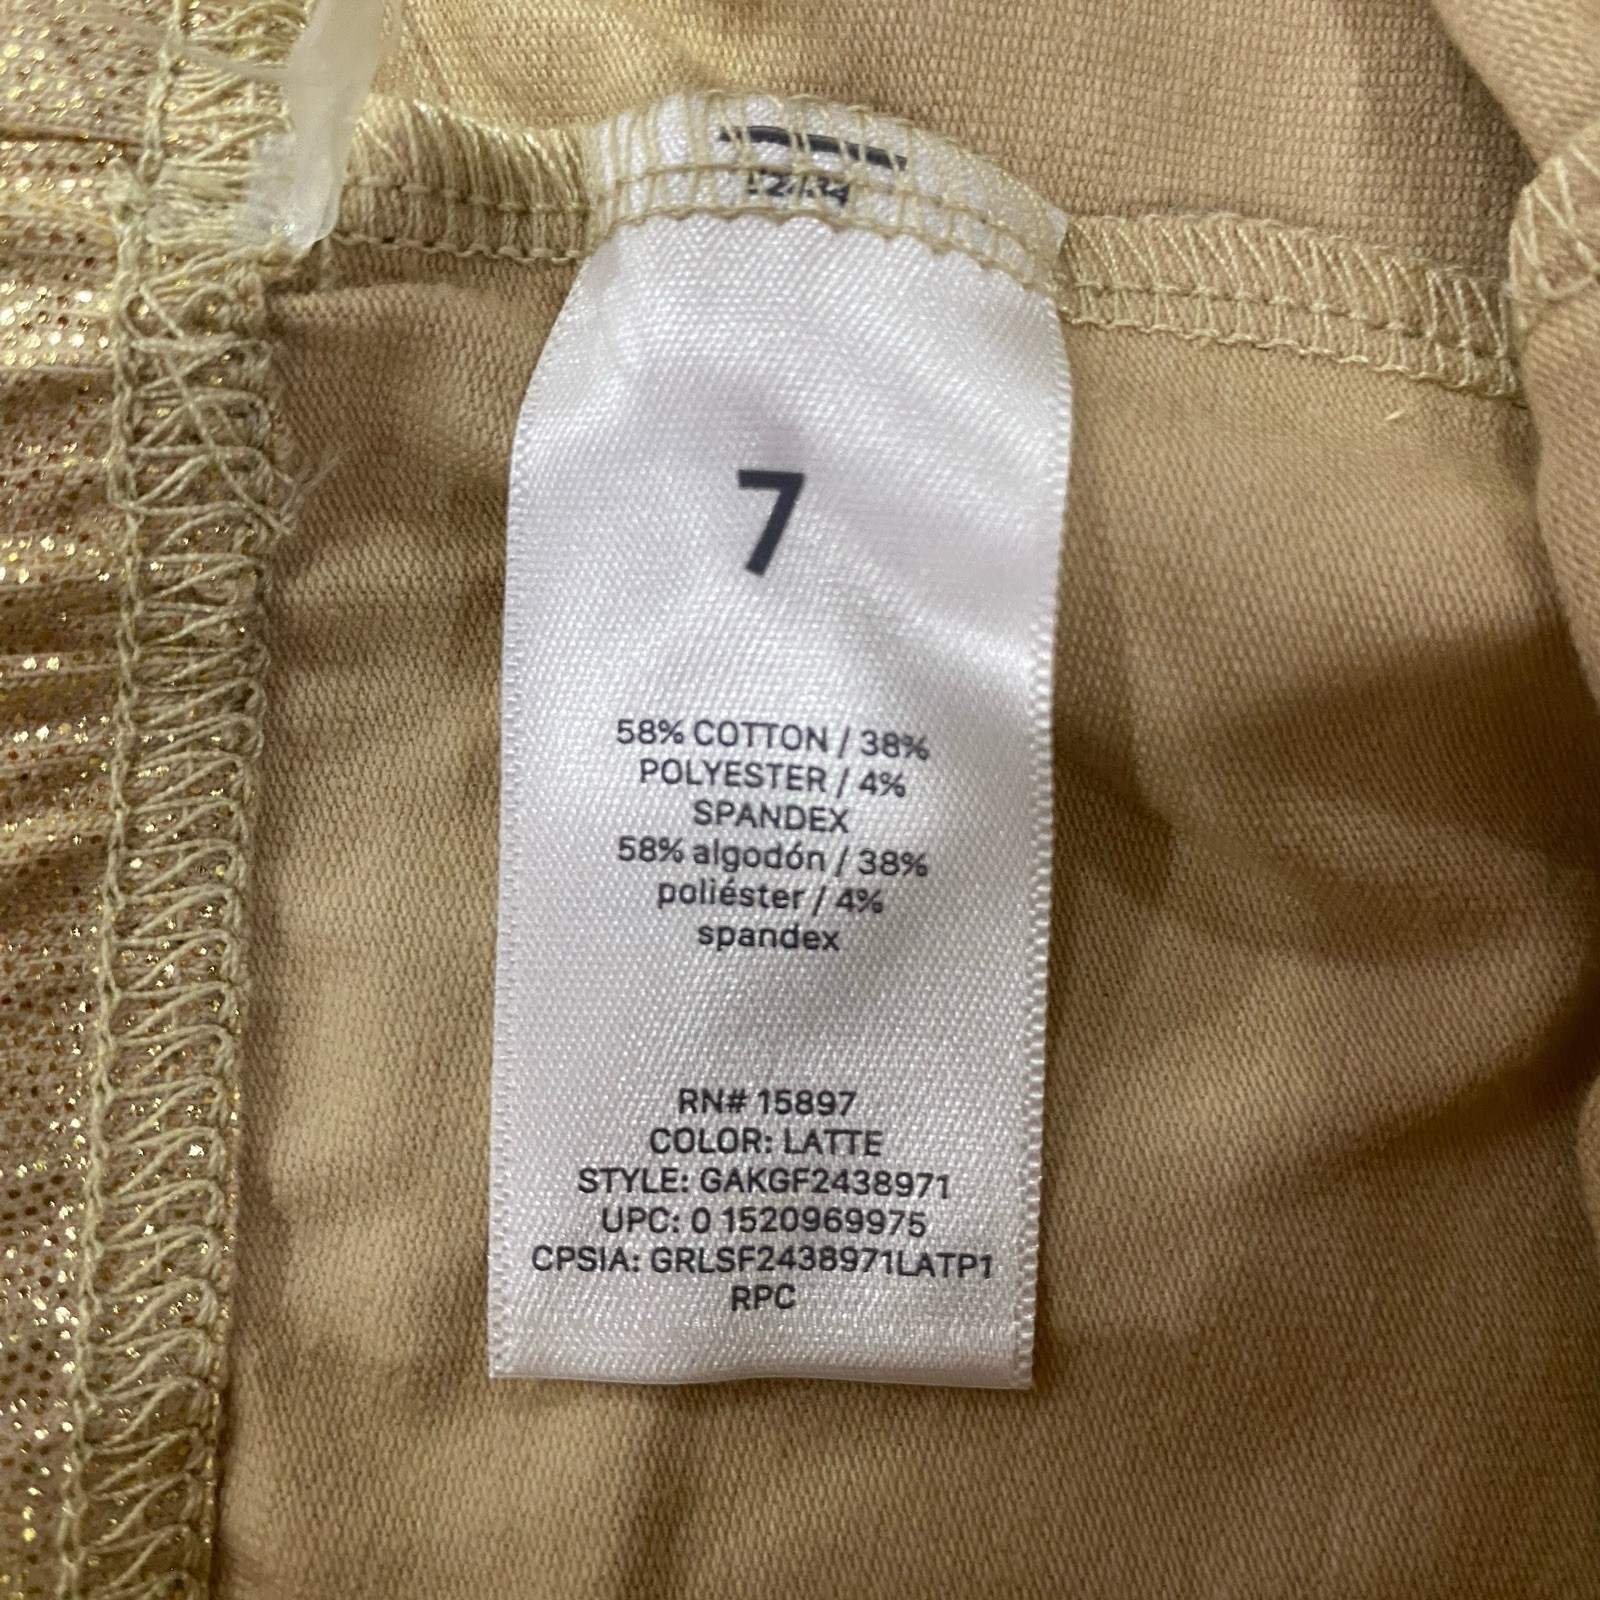 7
58% COTTON / 38%
POLYESTER / 4%
SPANDEX
58% algodón / 38%
poliéster / 4%
spandex
RN# 15897
COLOR: LATTE
STYLE: GAKGF2438971
UPC: 0 1520969975
CPSIA: GRLSF2438971LATP1
RPC